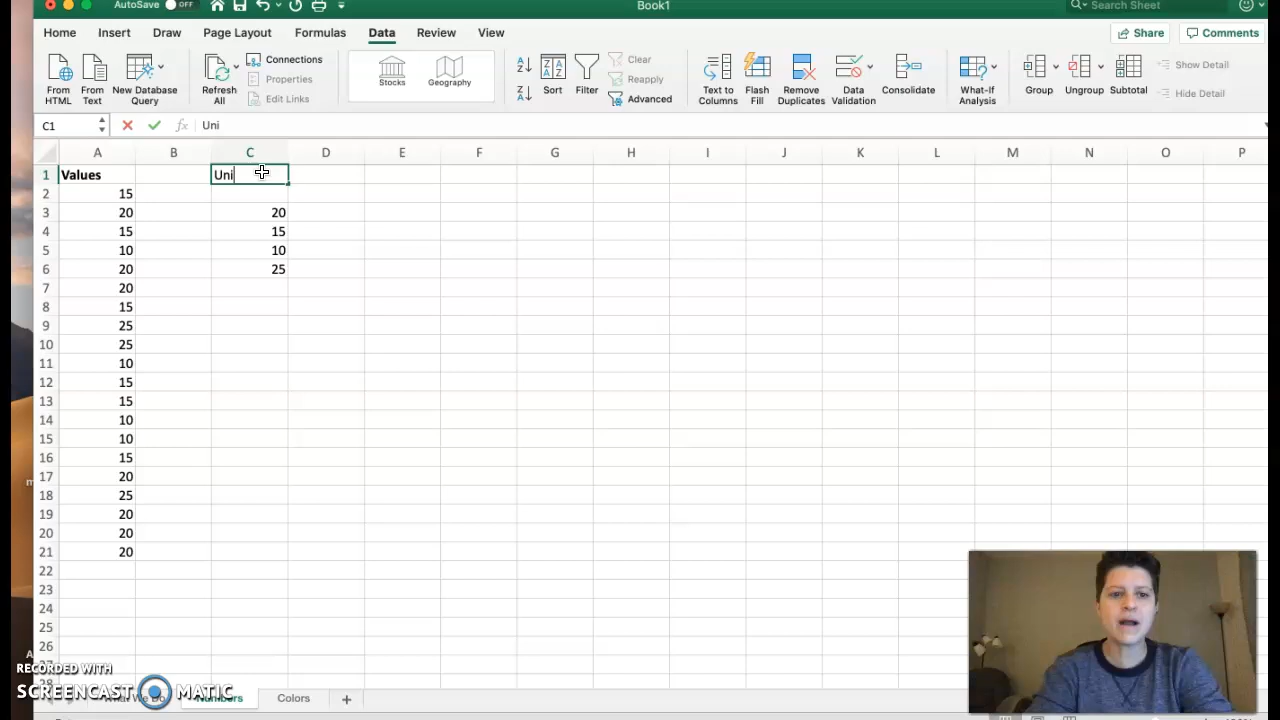 AutoSave OFF
Book1
Search Sheet
Home Insert Draw Page Layout Formulas Data Review View
Share Comments
From HTML
From Text
New Database Query
Refresh All
Connections
Properties
Edit Links
Stocks
Geography
Sort
Filter
Clear
Reapply
Advanced
Text to Columns
Flash Fill
Remove Duplicates
Data Validation
Consolidate
What-If Analysis
Group
Ungroup
Subtotal
Show Detail
Hide Detail
C1 fx Uni
A B C D E F G H I J K L M N O P
1 Values Uni
2 15
3 20 20
4 15 15
5 10 10
6 20 25
7 20
8 15
9 25
10 25
11 10
12 15
13 15
14 10
15 10
16 15
17 20
18 25
19 20
20 20
21 20
22
23
24
25
26
RECORDED WITH
SCREENCAST MATIC
What We Do Numbers Colors